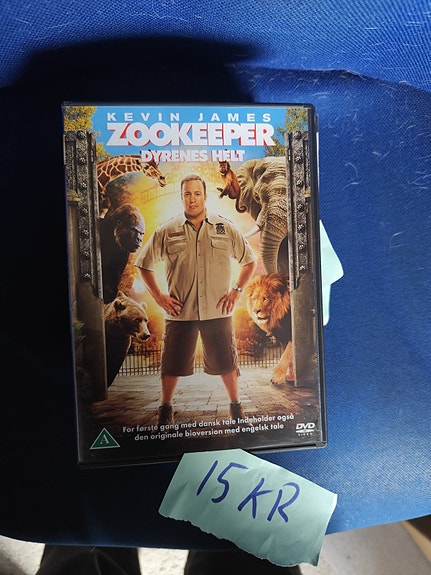 KEVIN JAMES
ZOOKEEPER
DYRENES HELT
For første gang med dansk tale Indeholder også
den originale bioversion med engelsk tale
A
DVD
VIDEO
15 KR